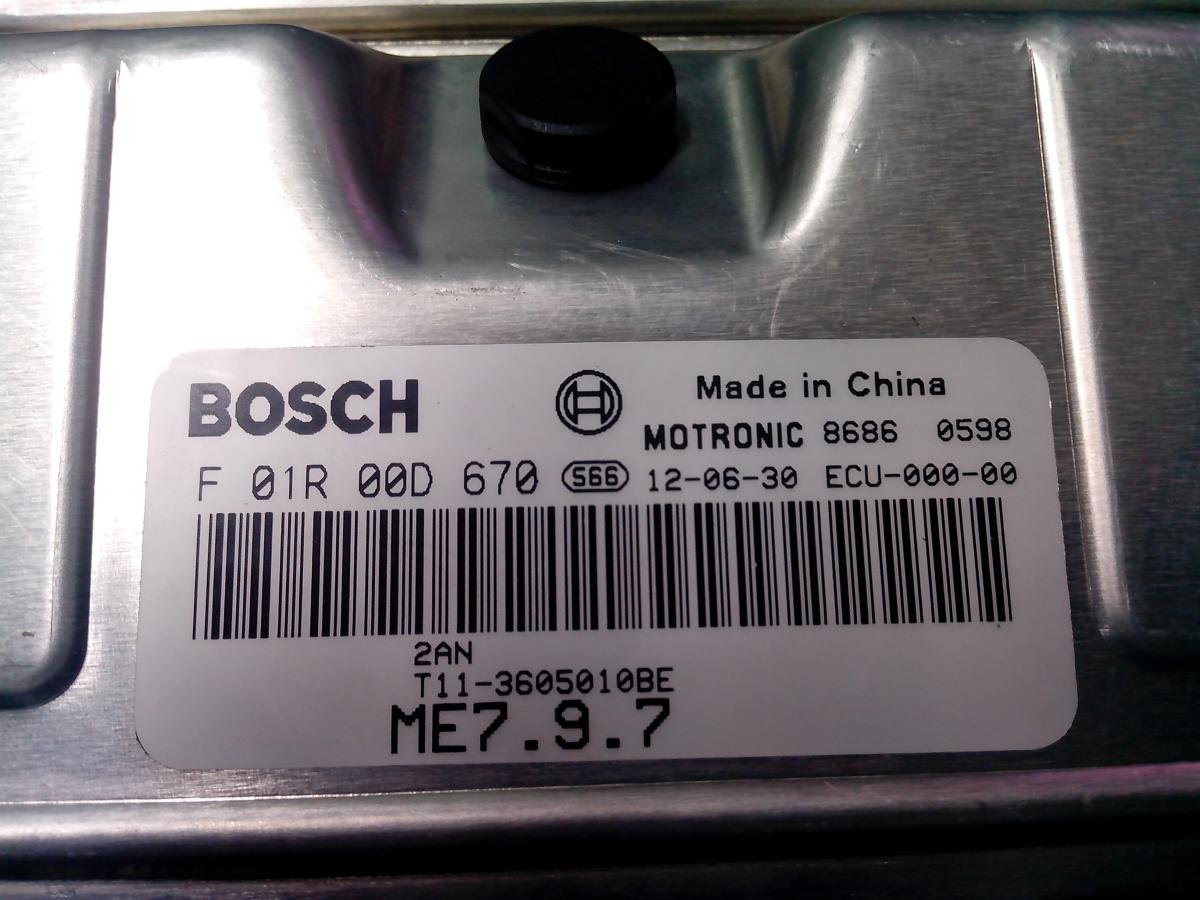 BOSCH
Made in China
MOTRONIC 8686 0598
F 01R 00D 670 S66 12-06-30 ECU-000-00
2AN
T11-3605010BE
ME7.9.7